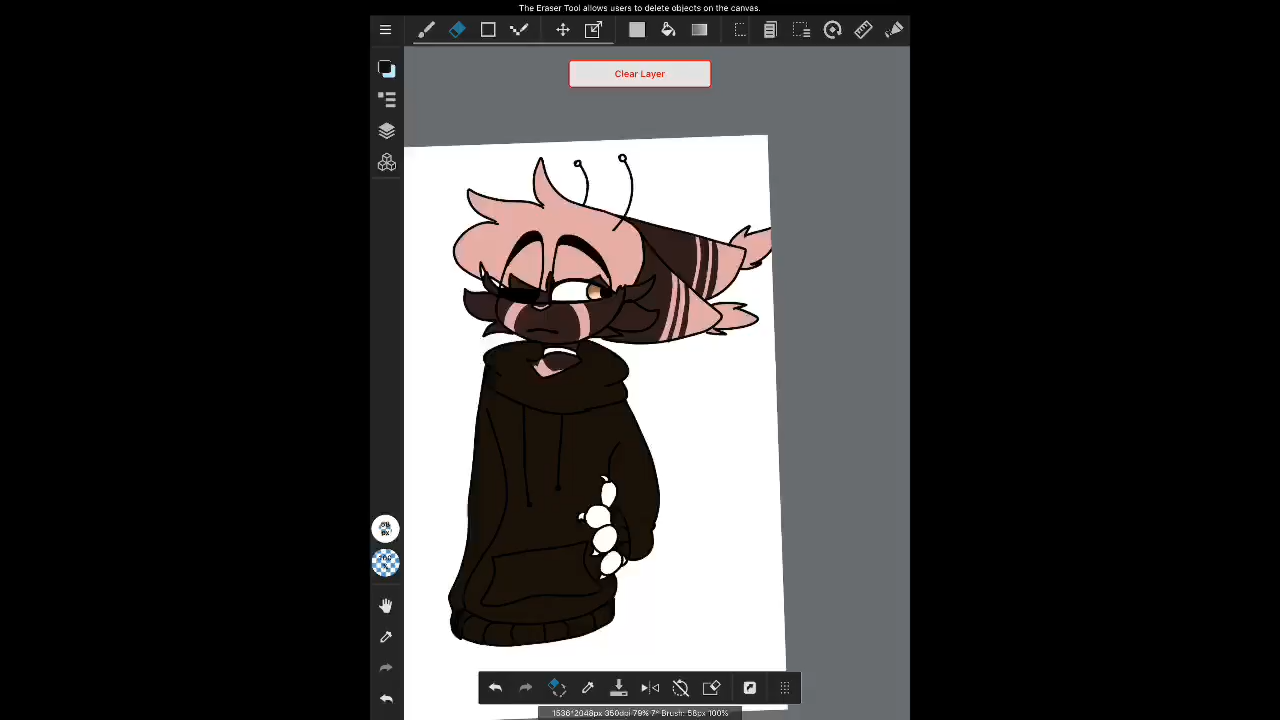 The Eraser Tool allows users to delete objects on the canvas.
Clear Layer
px
1536*2048px 350dpi 79% 7° Brush: 58px 100%